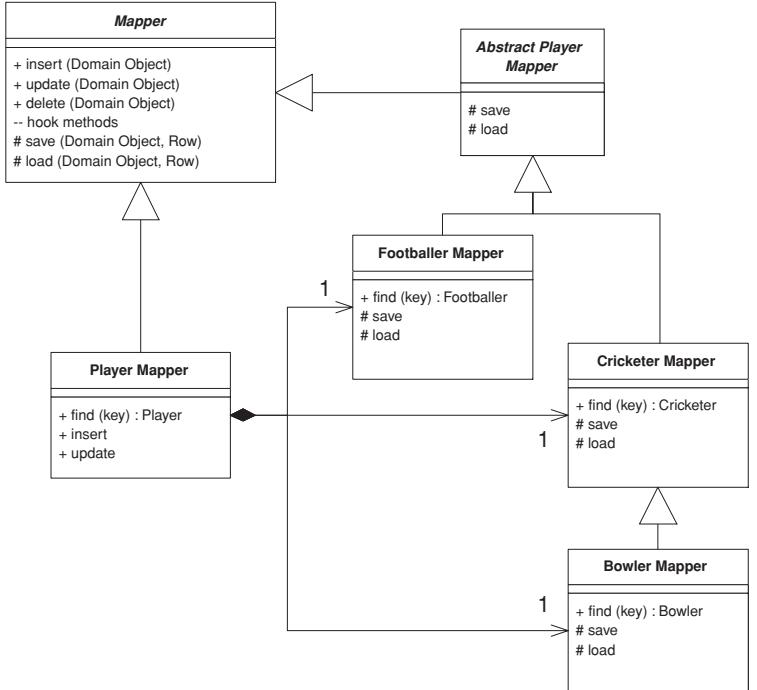 Mapper
+ insert (Domain Object)
+ update (Domain Object)
+ delete (Domain Object)
-- hook methods
# save (Domain Object, Row)
# load (Domain Object, Row)
Abstract Player
Mapper
# save
# load
Footballer Mapper
+ find (key) : Footballer
# save
# load
1
Player Mapper
+ find (key) : Player
+ insert
+ update
Cricketer Mapper
+ find (key) : Cricketer
# save
# load
1
Bowler Mapper
+ find (key) : Bowler
# save
# load
1